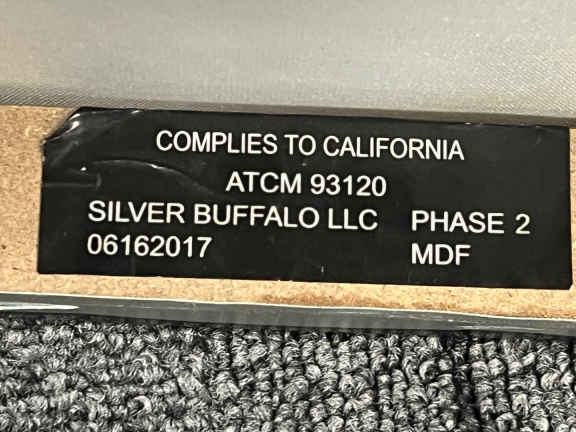 COMPLIES TO CALIFORNIA
ATCM 93120
SILVER BUFFALO LLC PHASE 2
06162017 MDF